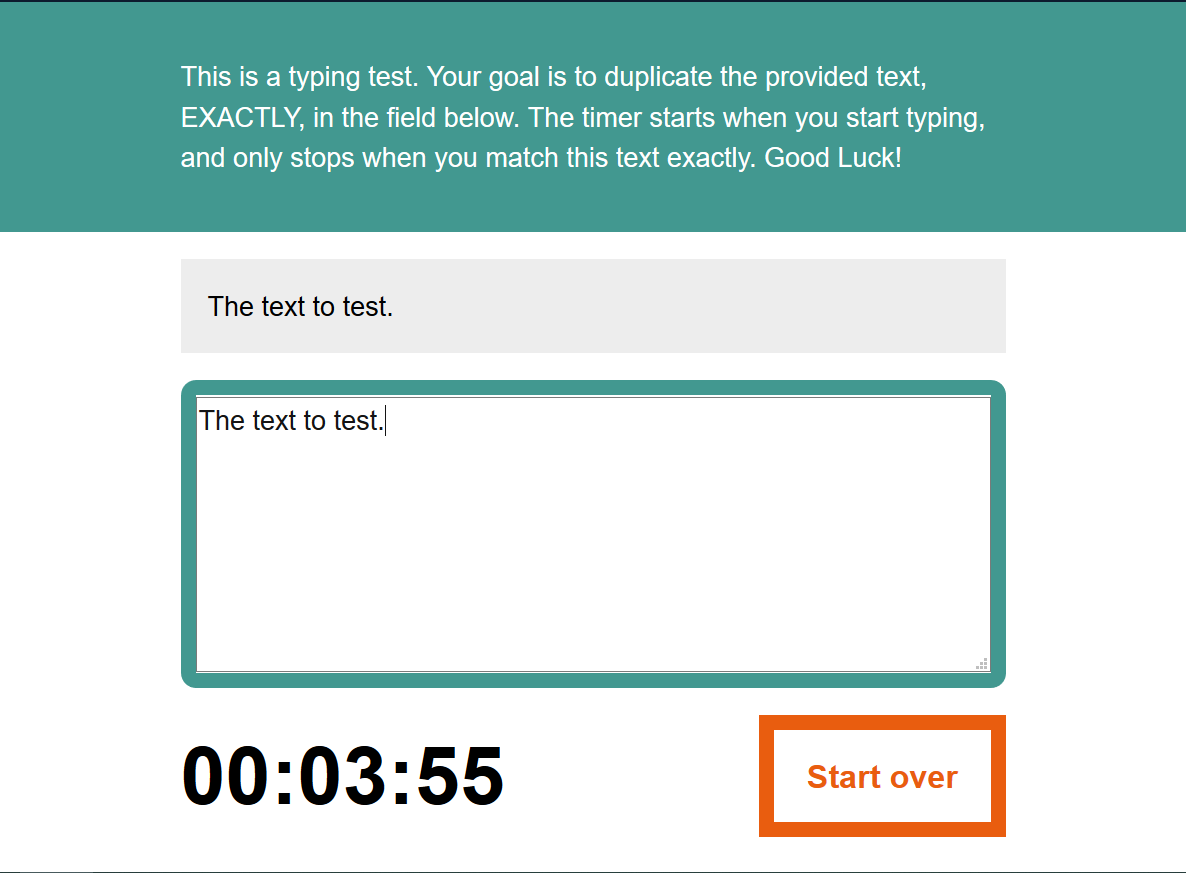 This is a typing test. Your goal is to duplicate the provided text,
EXACTLY, in the field below. The timer starts when you start typing,
and only stops when you match this text exactly. Good Luck!
The text to test.
The text to test.
00:03:55
Start over